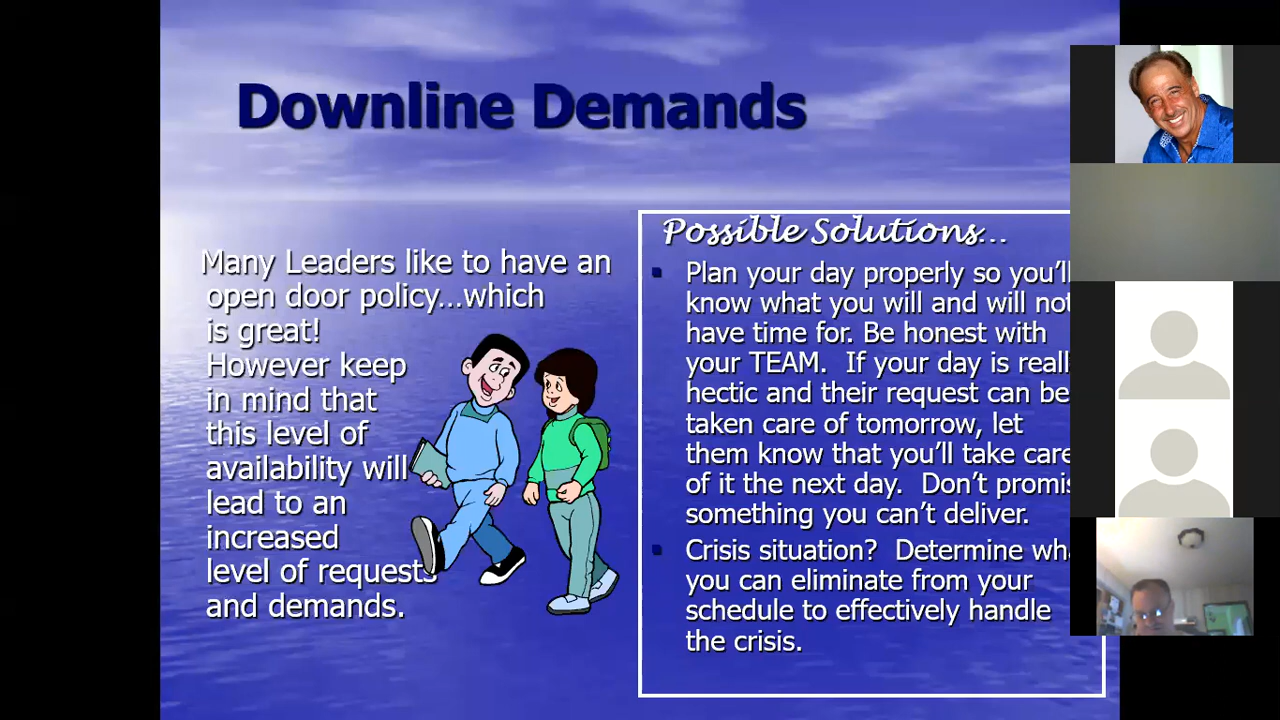 Downline Demands
Many Leaders like to have an
open door policy...which
is great!
However keep
in mind that
this level of
availability will
lead to an
increased
level of requests
and demands.
Possible Solutions...
Plan your day properly so you'll
know what you will and will not
have time for. Be honest with
your TEAM.  If your day is
hectic and their request can be
taken care of tomorrow, let
them know that you'll take care
of it the next day.  Don't
something you can't deliver.
Crisis situation?  Determine
you can eliminate from your
schedule to effectively handle
the crisis.